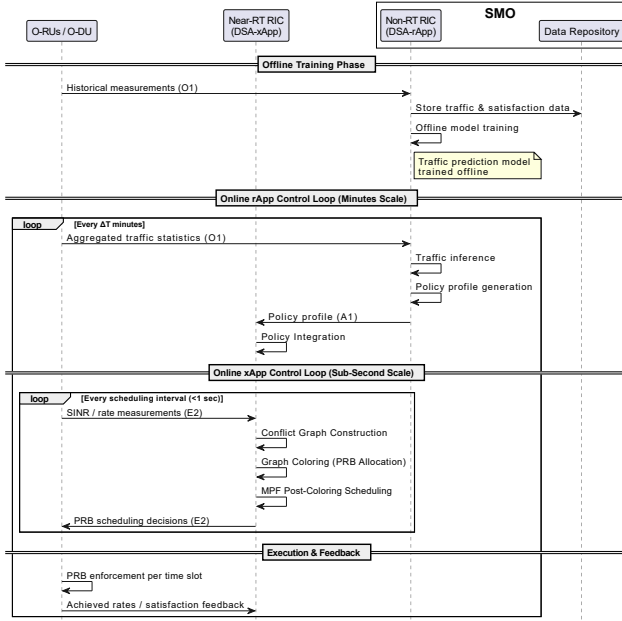 SMO
O-RUs / O-DU
Near-RT RIC
(DSA-xApp)
Non-RT RIC
(DSA-rApp)
Data Repository
Offline Training Phase
Historical measurements (O1)
Store traffic & satisfaction data
Offline model training
Traffic prediction model
trained offline
Online rApp Control Loop (Minutes Scale)
loop [Every ΔT minutes]
Aggregated traffic statistics (O1)
Traffic inference
Policy profile generation
Policy profile (A1)
Policy Integration
Online xApp Control Loop (Sub-Second Scale)
loop [Every scheduling interval (<1 sec)]
SINR / rate measurements (E2)
Conflict Graph Construction
Graph Coloring (PRB Allocation)
MPF Post-Coloring Scheduling
PRB scheduling decisions (E2)
Execution & Feedback
PRB enforcement per time slot
Achieved rates / satisfaction feedback